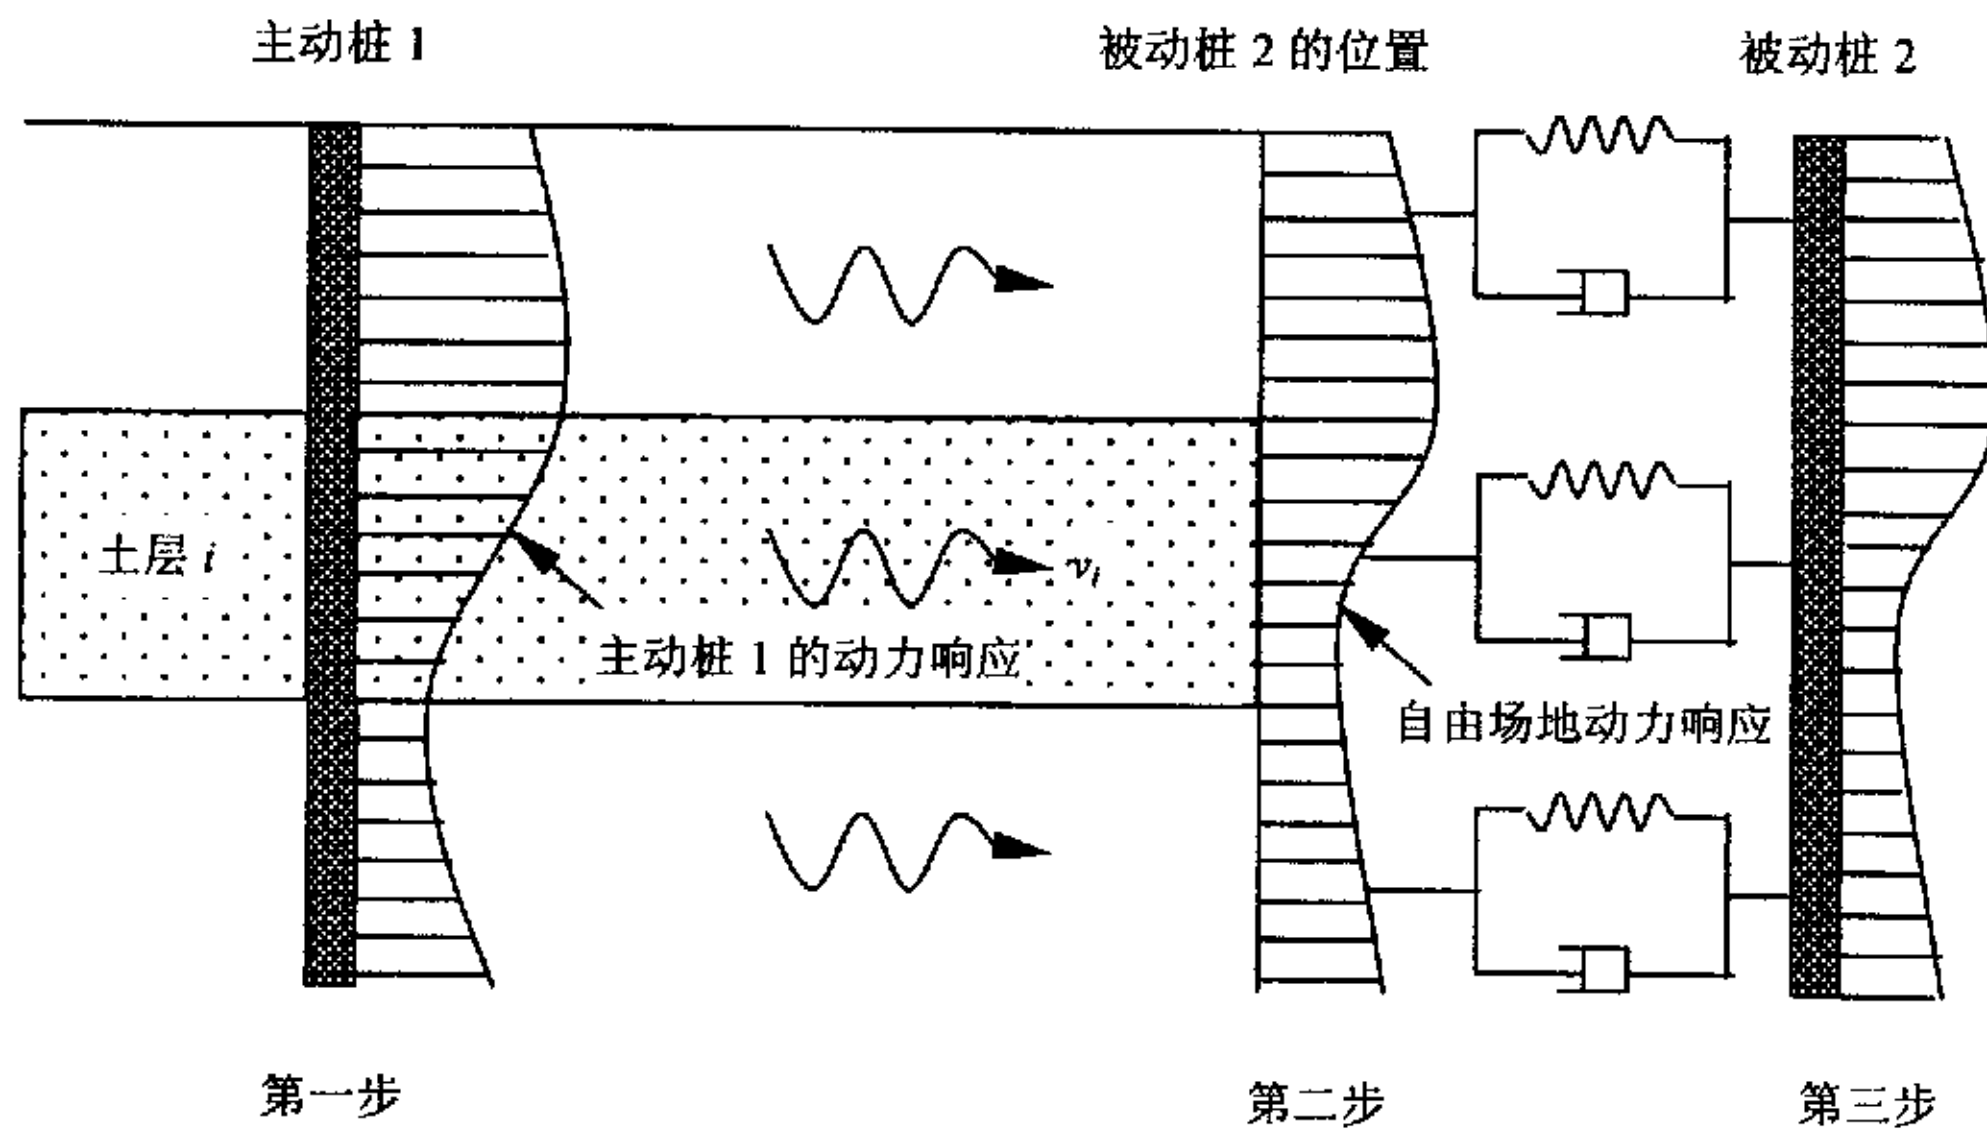 主动桩 1
被动桩 2 的位置
被动桩 2
土层 i
vᵢ
主动桩 1 的动力响应
自由场地动力响应
第一步
第二步
第三步